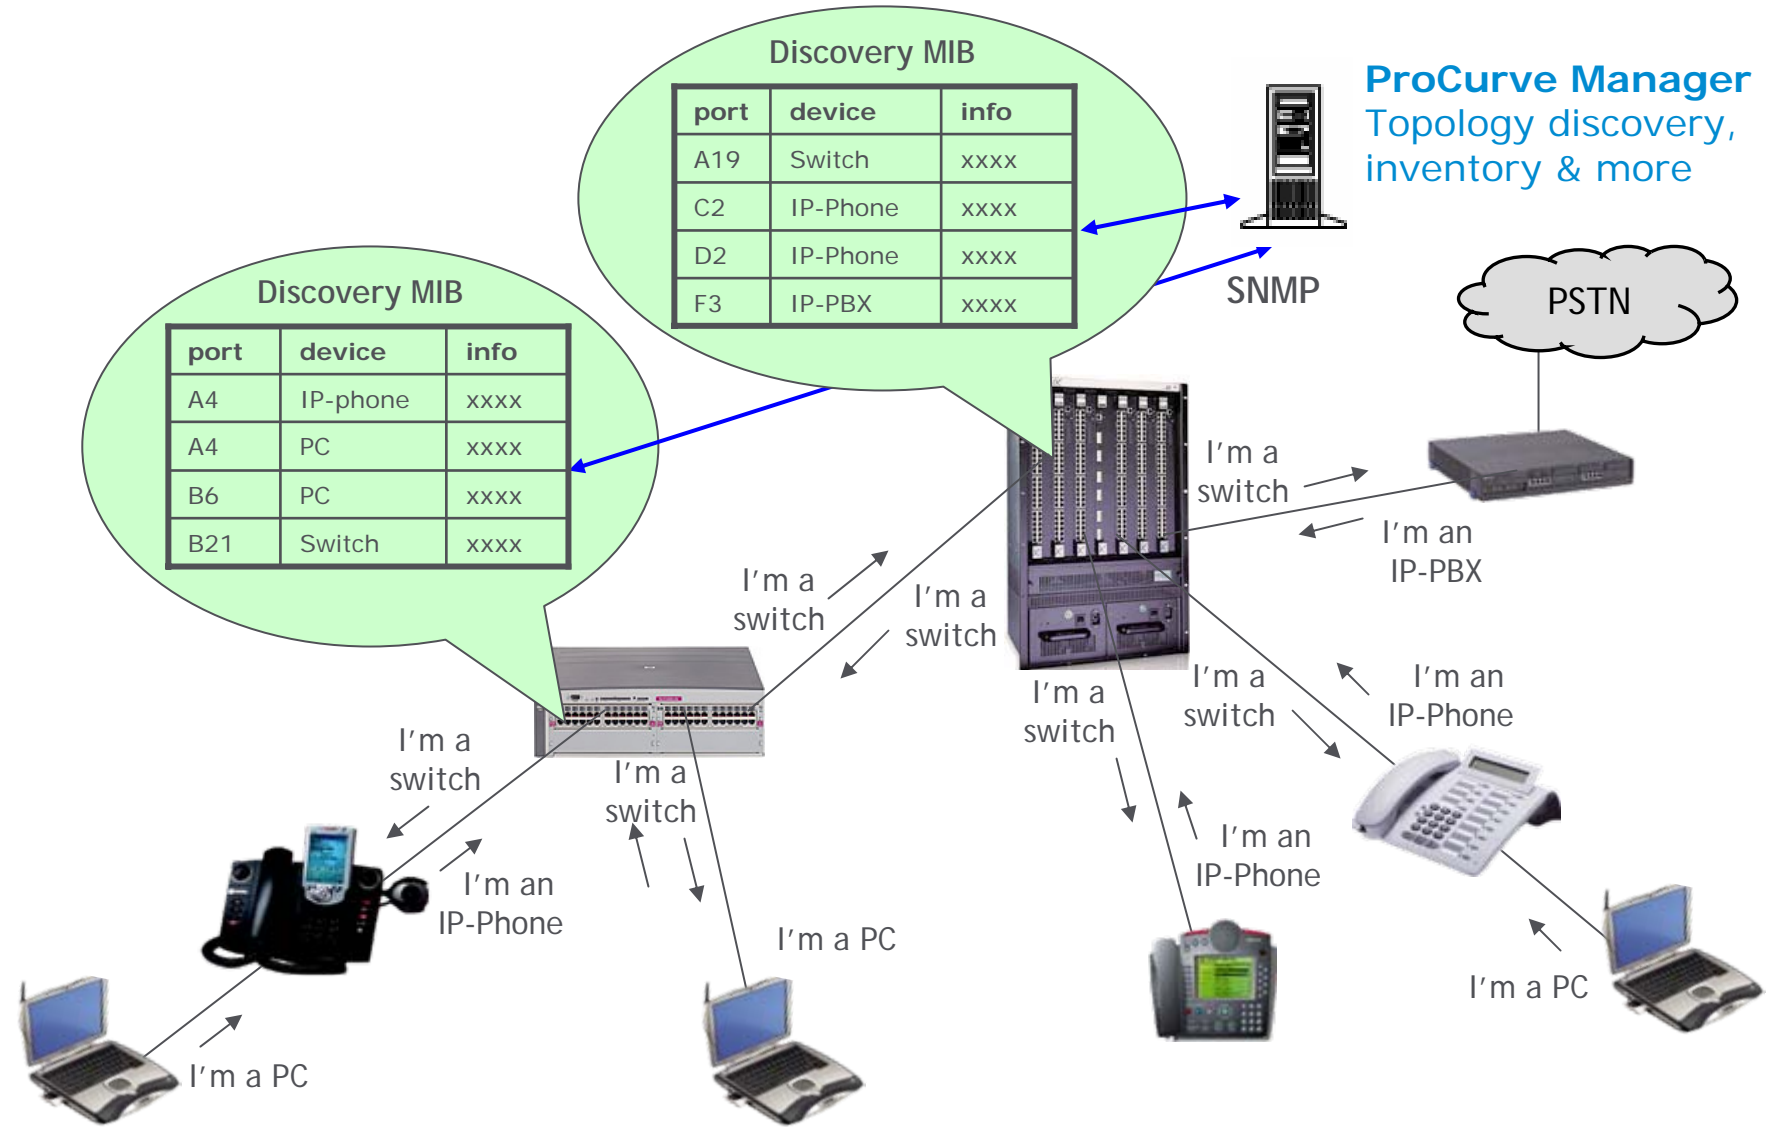 Discovery MIB
port device info
A19 Switch xxxx
C2 IP-Phone xxxx
D2 IP-Phone xxxx
F3 IP-PBX xxxx
ProCurve Manager
Topology discovery,
inventory & more
SNMP
PSTN
Discovery MIB
port device info
A4 IP-phone xxxx
A4 PC xxxx
B6 PC xxxx
B21 Switch xxxx
I'm a
switch
I'm an
IP-PBX
I'm a
switch
I'm a
switch
I'm a
switch
I'm a
switch
I'm an
IP-Phone
I'm a
switch
I'm a
switch
I'm an
IP-Phone
I'm an
IP-Phone
I'm a PC
I'm a PC
I'm a PC